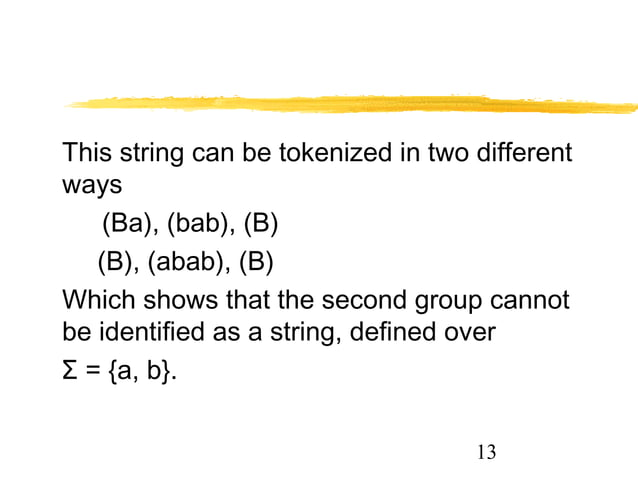 This string can be tokenized in two different
ways
(Ba), (bab), (B)
(B), (abab), (B)
Which shows that the second group cannot
be identified as a string, defined over
Σ = {a, b}.
13